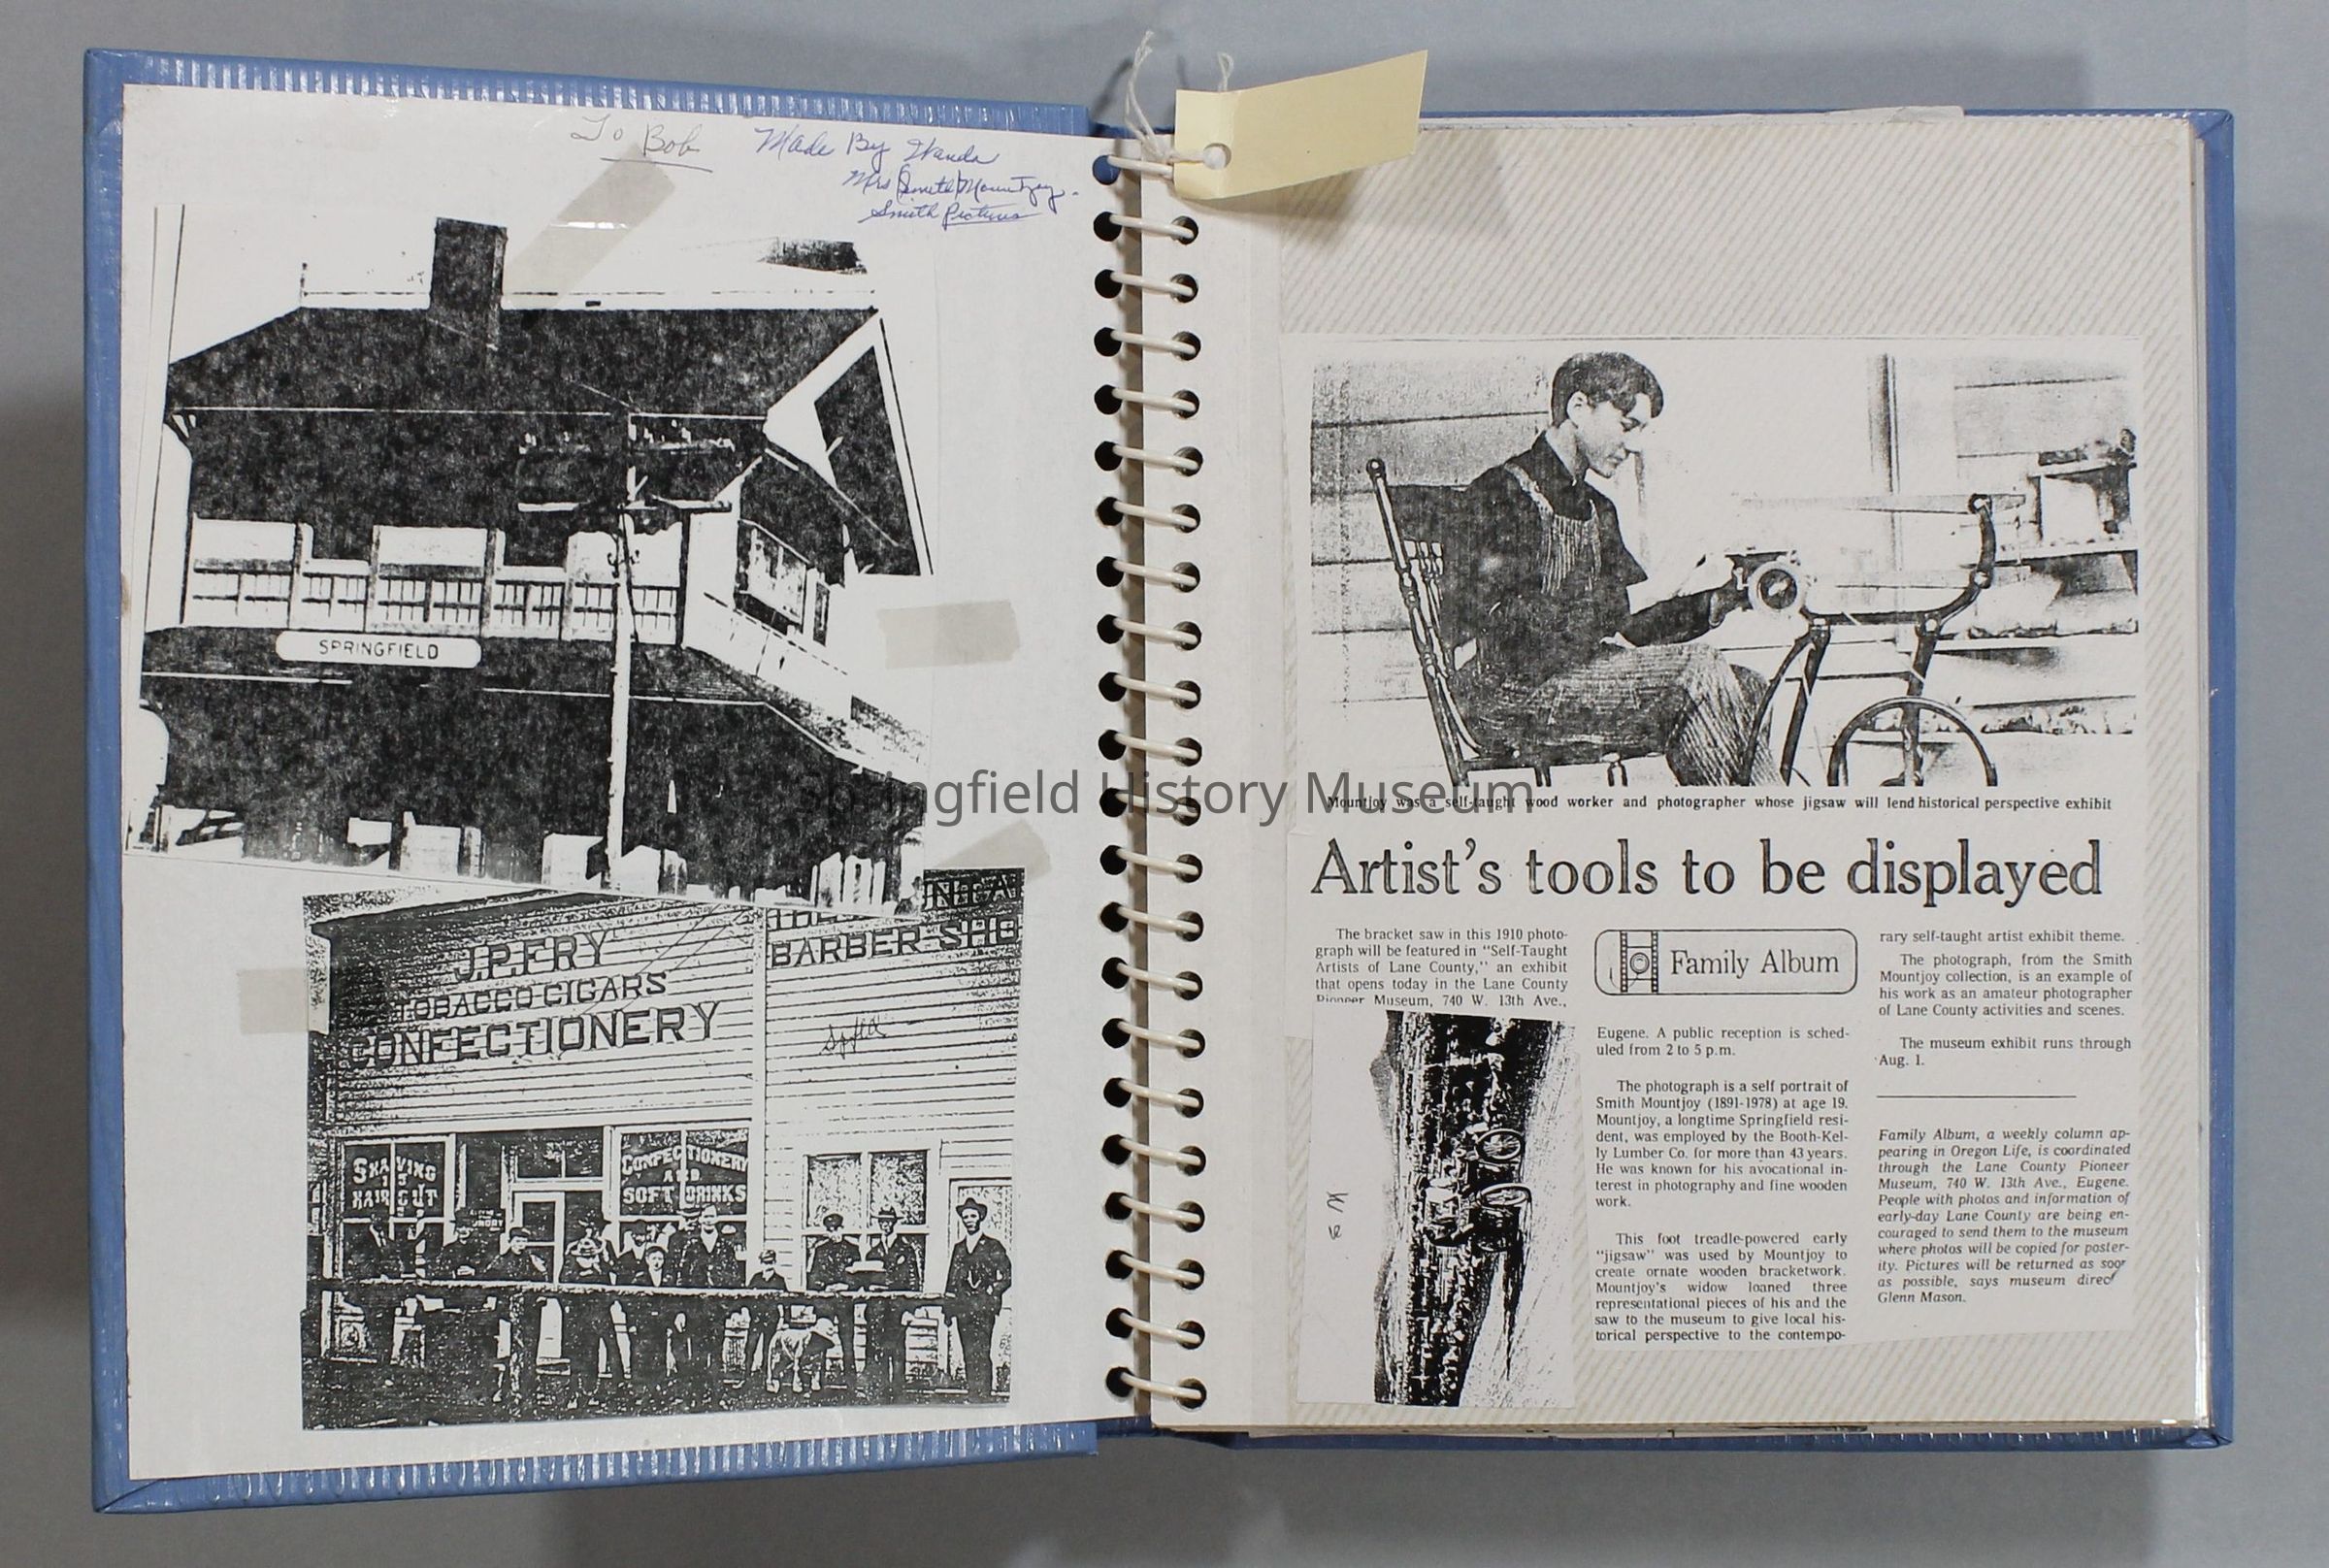 To Bob Made By Wanda
Mrs Smith Mountjoy.
Smith Pictures
SPRINGFIELD
J.P. FRY
TOBACCO-CIGARS
CONFECTIONERY
BARBER-SHO
SHAVING
15
HAIR CUT
CONFECTIONERY
AND
SOFT DRINKS
Springfield History Museum
Mountjoy was a self-taught wood worker and photographer whose jigsaw will lend historical perspective exhibit
Artist's tools to be displayed
The bracket saw in this 1910 photo-
graph will be featured in "Self-Taught
Artists of Lane County," an exhibit
that opens today in the Lane County
Pioneer Museum, 740 W. 13th Ave.,
Family Album
Eugene. A public reception is sched-
uled from 2 to 5 p.m.
The photograph is a self portrait of
Smith Mountjoy (1891-1978) at age 19.
Mountjoy, a longtime Springfield resi-
dent, was employed by the Booth-Kel-
ly Lumber Co. for more than 43 years.
He was known for his avocational in-
terest in photography and fine wooden
work.
This foot treadle-powered early
"jigsaw" was used by Mountjoy to
create ornate wooden bracketwork.
Mountjoy's widow loaned three
representational pieces of his and the
saw to the museum to give local his-
torical perspective to the contempo-
rary self-taught artist exhibit theme.
The photograph, from the Smith
Mountjoy collection, is an example of
his work as an amateur photographer
of Lane County activities and scenes.
The museum exhibit runs through
Aug. 1.
Family Album, a weekly column ap-
pearing in Oregon Life, is coordinated
through the Lane County Pioneer
Museum, 740 W. 13th Ave., Eugene.
People with photos and information of
early-day Lane County are being en-
couraged to send them to the museum
where photos will be copied for poster-
ity. Pictures will be returned as soon
as possible, says museum direc
Glenn Mason.